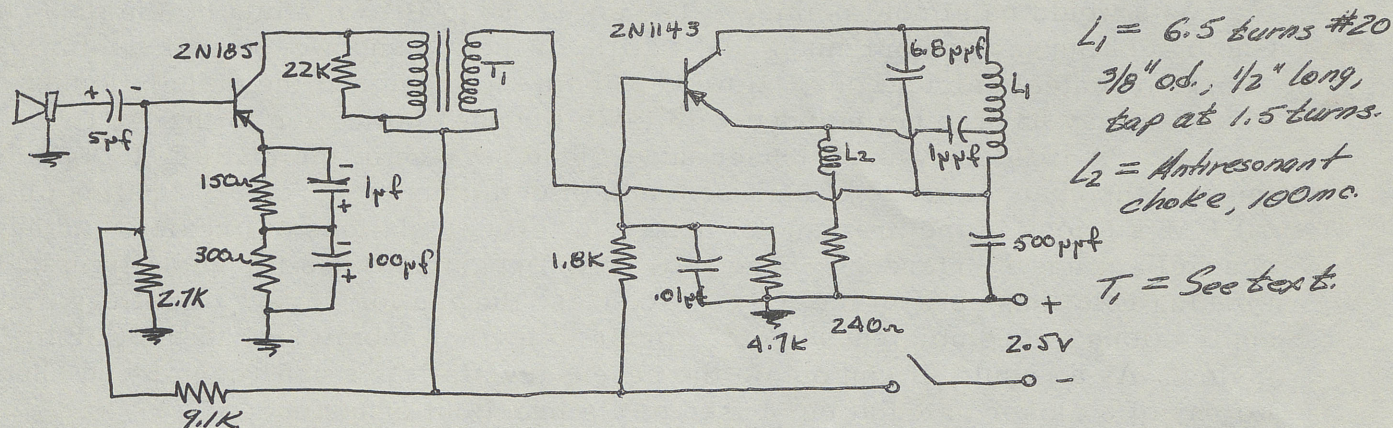 2N185
22K
T1
+ -
5µf
150Ω
-
1µf
+
300Ω
-
100µf
+
2.7K
9.1K
2N1143
6.8µµf
L1
1µµf
L2
1.8K
.01µf
4.7K
240Ω
500µµf
+
2.5V
-
L1 = 6.5 turns #20
3/8" o.d., 1/2" long,
tap at 1.5 turns.
L2 = Antiresonant
choke, 100mc.
T1 = See text.